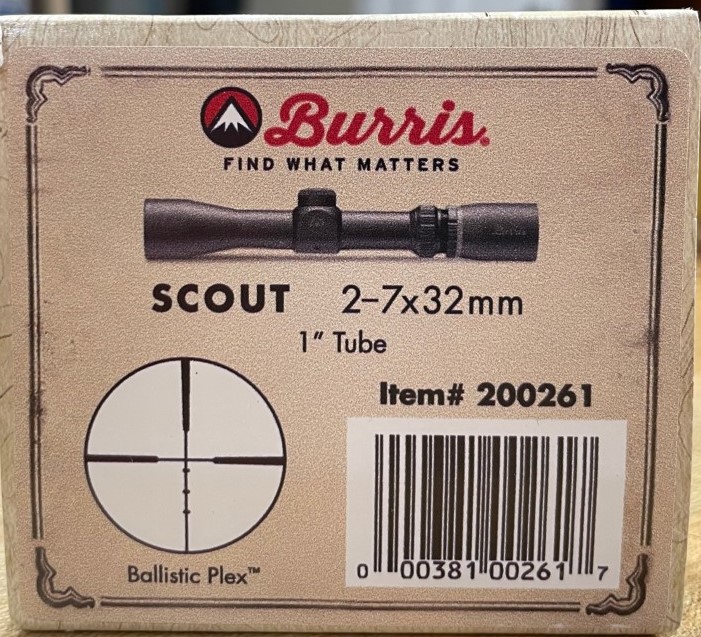 Burris.
FIND WHAT MATTERS
SCOUT 2–7x32mm
1” Tube
Item# 200261
Ballistic Plex™
0 00381 00261 7